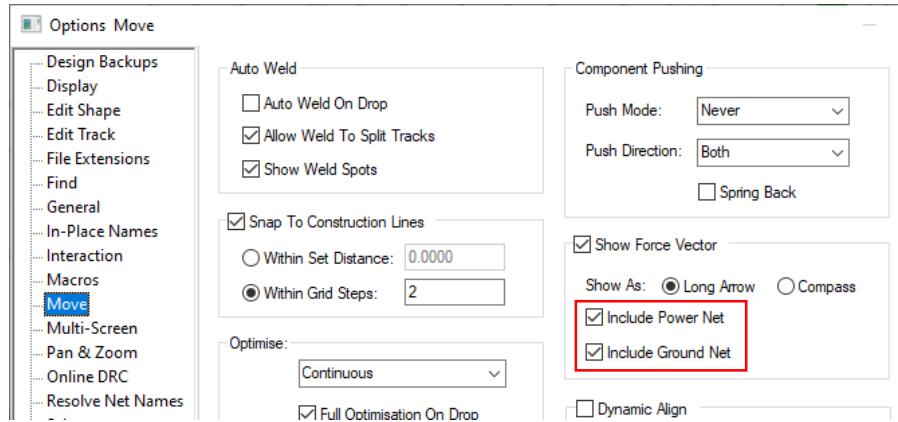 Options Move
Design Backups
Display
Edit Shape
Edit Track
File Extensions
Find
General
In-Place Names
Interaction
Macros
Move
Multi-Screen
Pan & Zoom
Online DRC
Resolve Net Names
Auto Weld
Auto Weld On Drop
Allow Weld To Split Tracks
Show Weld Spots
Snap To Construction Lines
Within Set Distance: 0.0000
Within Grid Steps: 2
Optimise:
Continuous
Full Optimisation On Drop
Component Pushing
Push Mode: Never
Push Direction: Both
Spring Back
Show Force Vector
Show As: Long Arrow Compass
Include Power Net
Include Ground Net
Dynamic Align